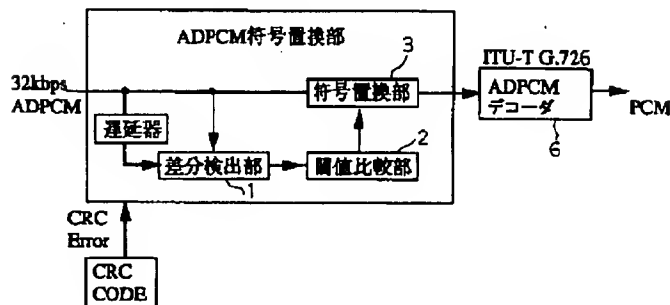 ADPCM符号置換部
3
ITU-T G.726
32kbps
ADPCM
符号置換部
ADPCM
デコーダ
PCM
遅延器
2
6
差分検出部
閾値比較部
1
CRC
Error
CRC
CODE